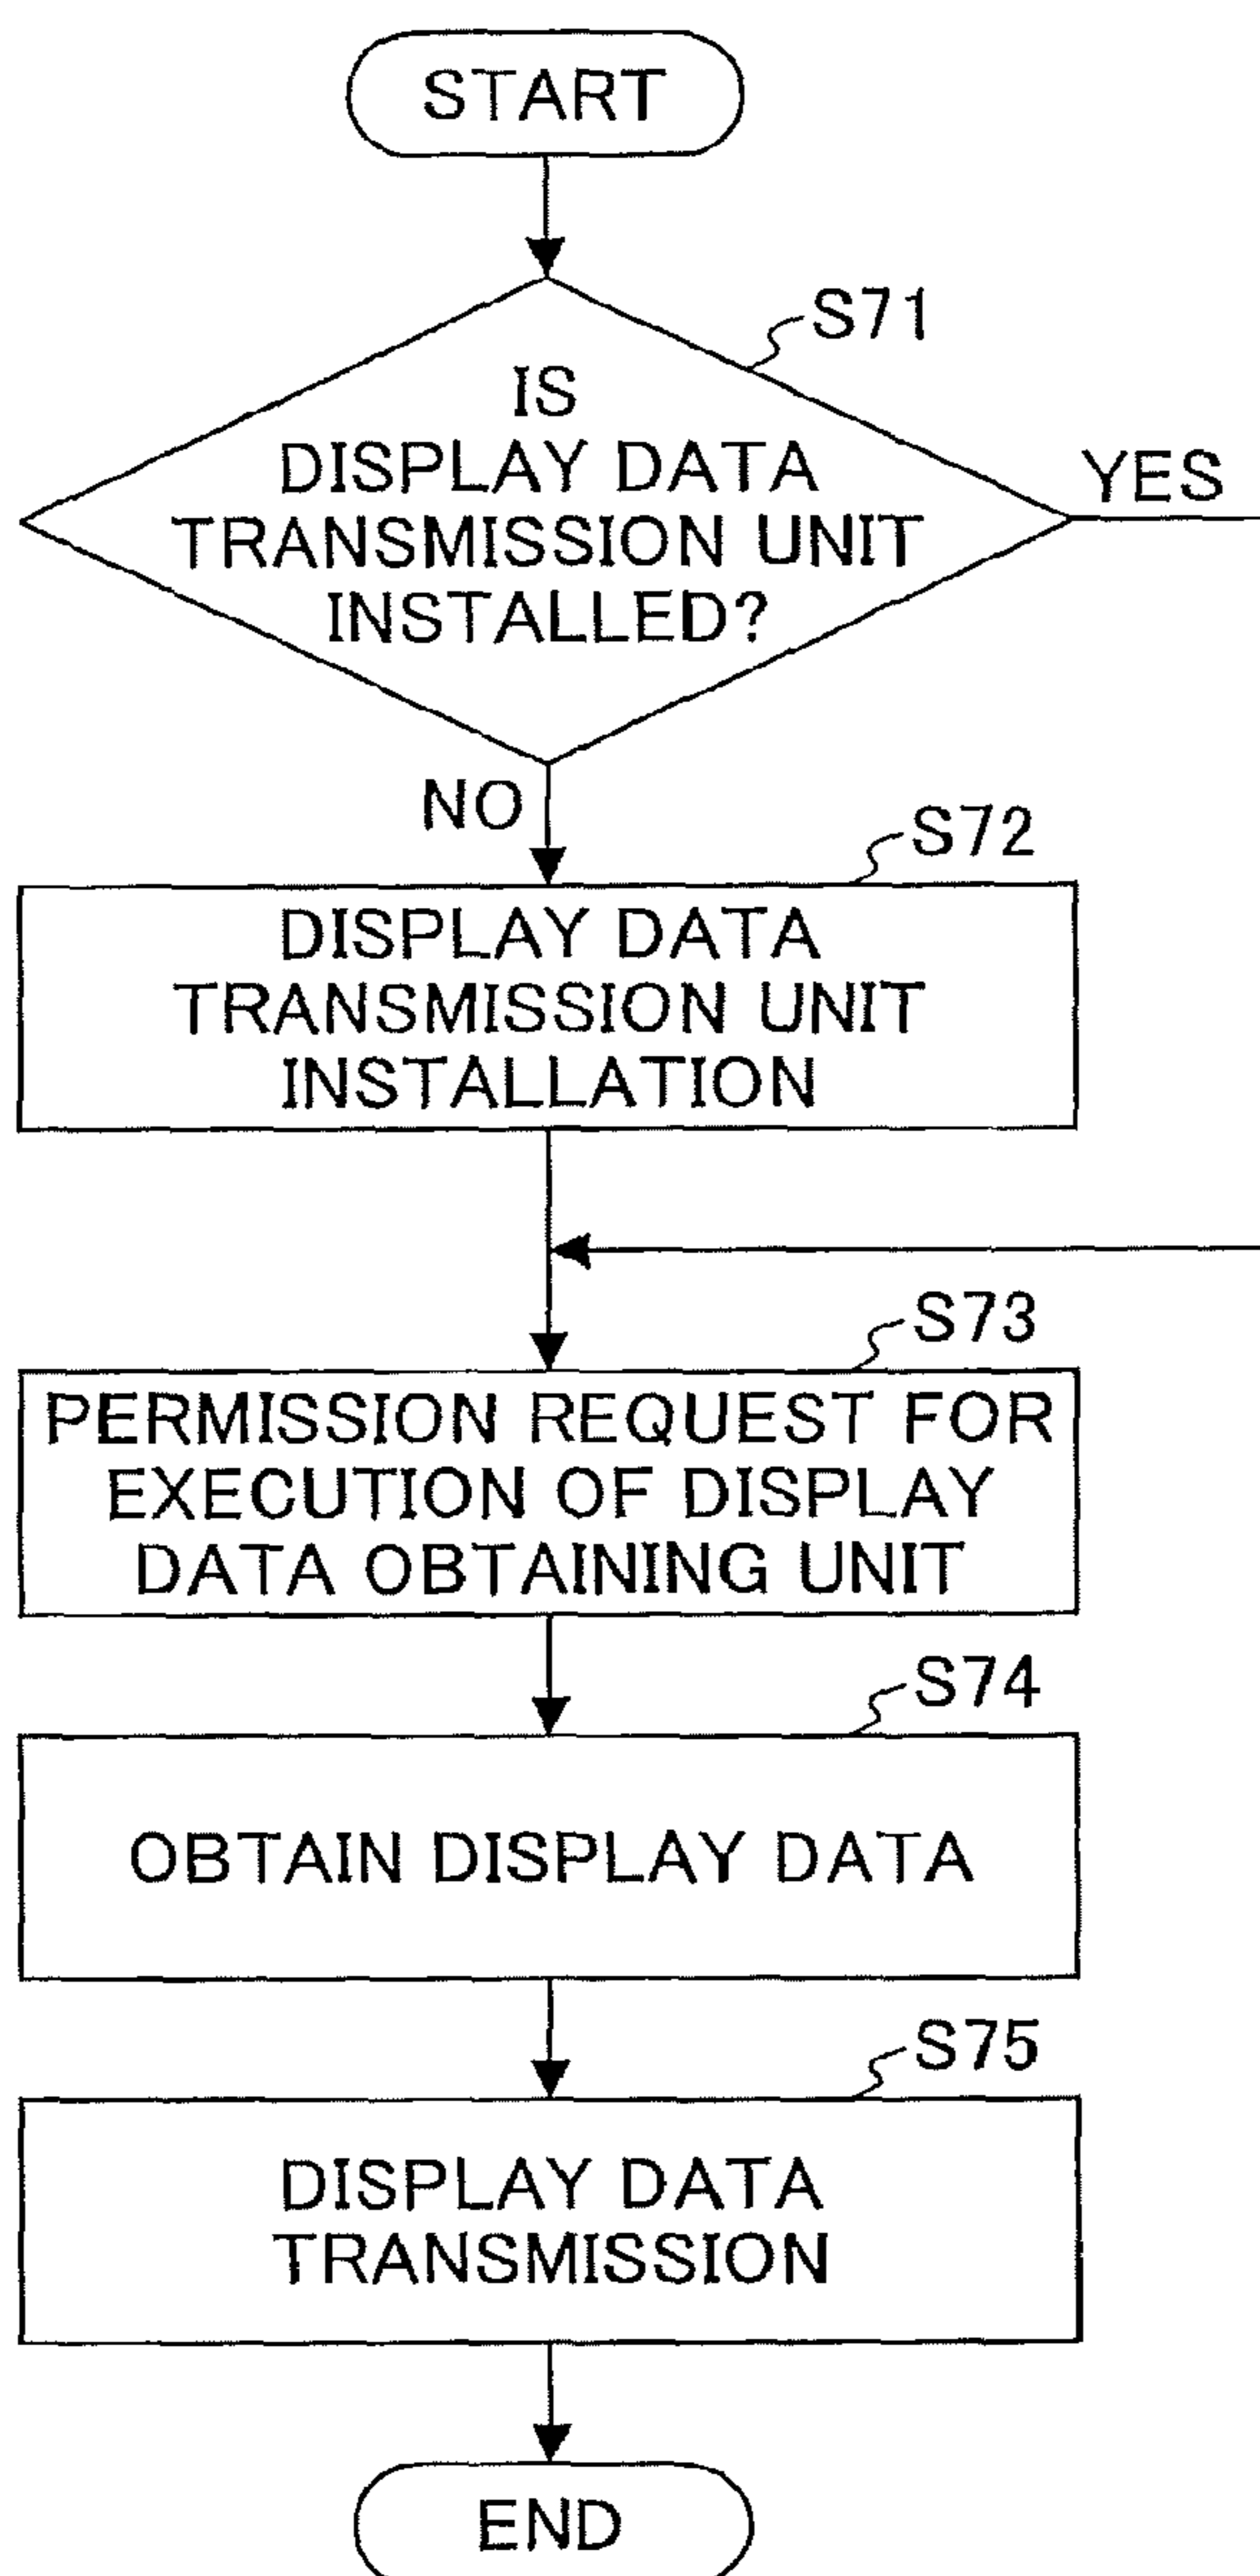 START
S71
IS
DISPLAY DATA
TRANSMISSION UNIT
INSTALLED?
YES
NO
S72
DISPLAY DATA
TRANSMISSION UNIT
INSTALLATION
S73
PERMISSION REQUEST FOR
EXECUTION OF DISPLAY
DATA OBTAINING UNIT
S74
OBTAIN DISPLAY DATA
S75
DISPLAY DATA
TRANSMISSION
END